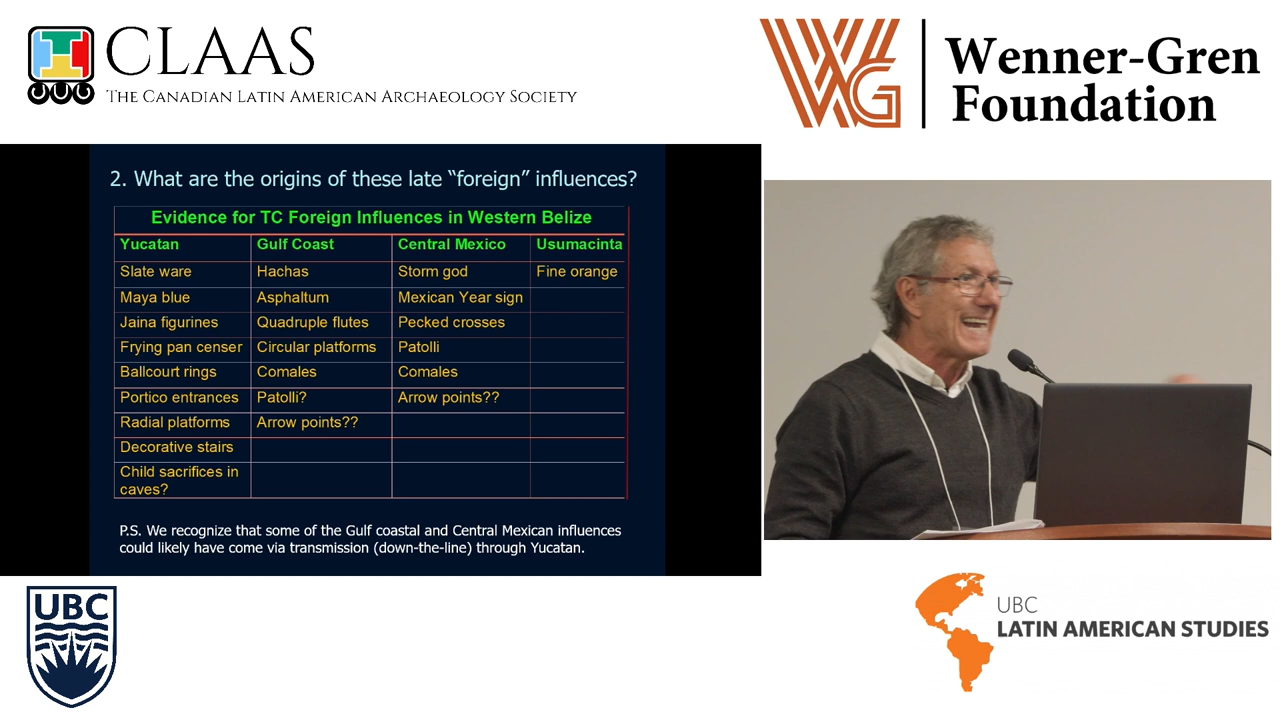 CLAAS
The Canadian Latin American Archaeology Society
WG
Wenner-Gren
Foundation
2. What are the origins of these late “foreign” influences?
Evidence for TC Foreign Influences in Western Belize
Yucatan Gulf Coast Central Mexico Usumacinta
Slate ware Hachas Storm god Fine orange
Maya blue Asphaltum Mexican Year sign
Jaina figurines Quadruple flutes Pecked crosses
Frying pan censer Circular platforms Patolli
Ballcourt rings Comales Comales
Portico entrances Patolli? Arrow points??
Radial platforms Arrow points??
Decorative stairs
Child sacrifices in
caves?
P.S. We recognize that some of the Gulf coastal and Central Mexican influences
could likely have come via transmission (down-the-line) through Yucatan.
UBC
UBC
LATIN AMERICAN STUDIES